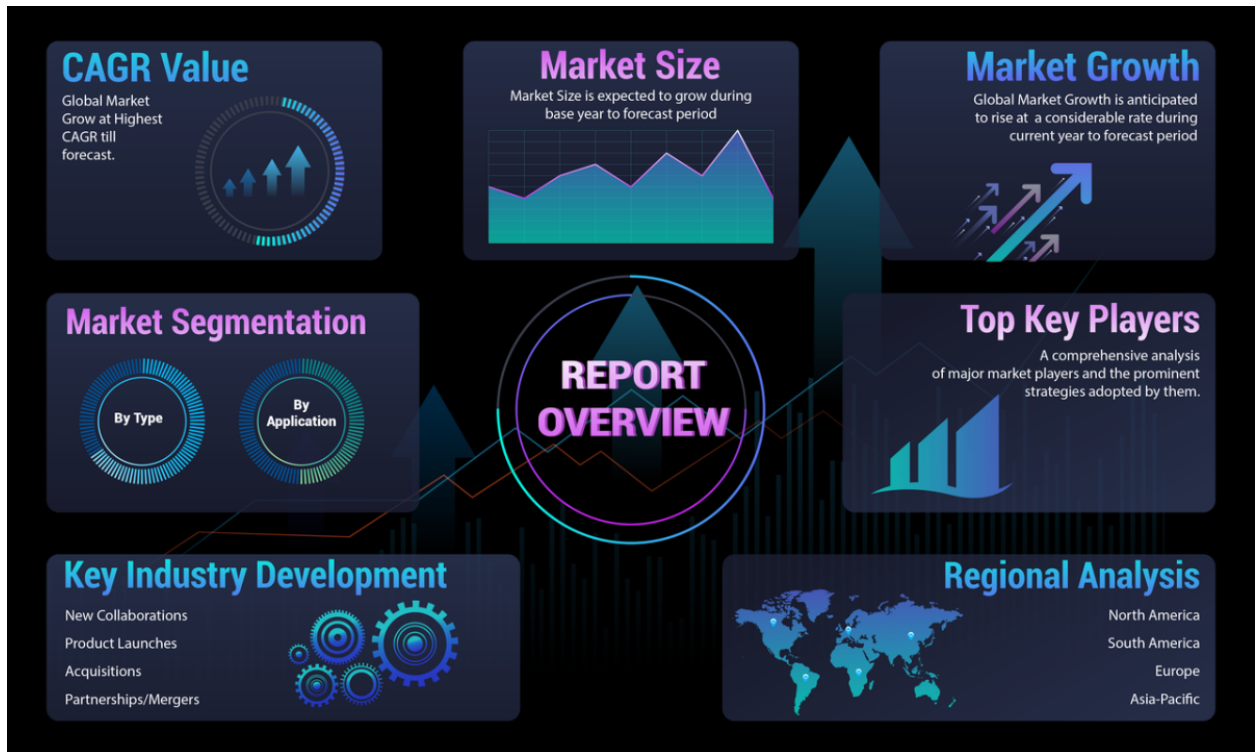 CAGR Value
Global Market
Grow at Highest
CAGR till
forecast.
Market Size
Market Size is expected to grow during
base year to forecast period
Market Growth
Global Market Growth is anticipated
to rise at a considerable rate during
current year to forecast period
Market Segmentation
By Type
By
Application
REPORT
OVERVIEW
Top Key Players
A comprehensive analysis
of major market players and the prominent
strategies adopted by them.
Key Industry Development
New Collaborations
Product Launches
Acquisitions
Partnerships/Mergers
Regional Analysis
North America
South America
Europe
Asia-Pacific